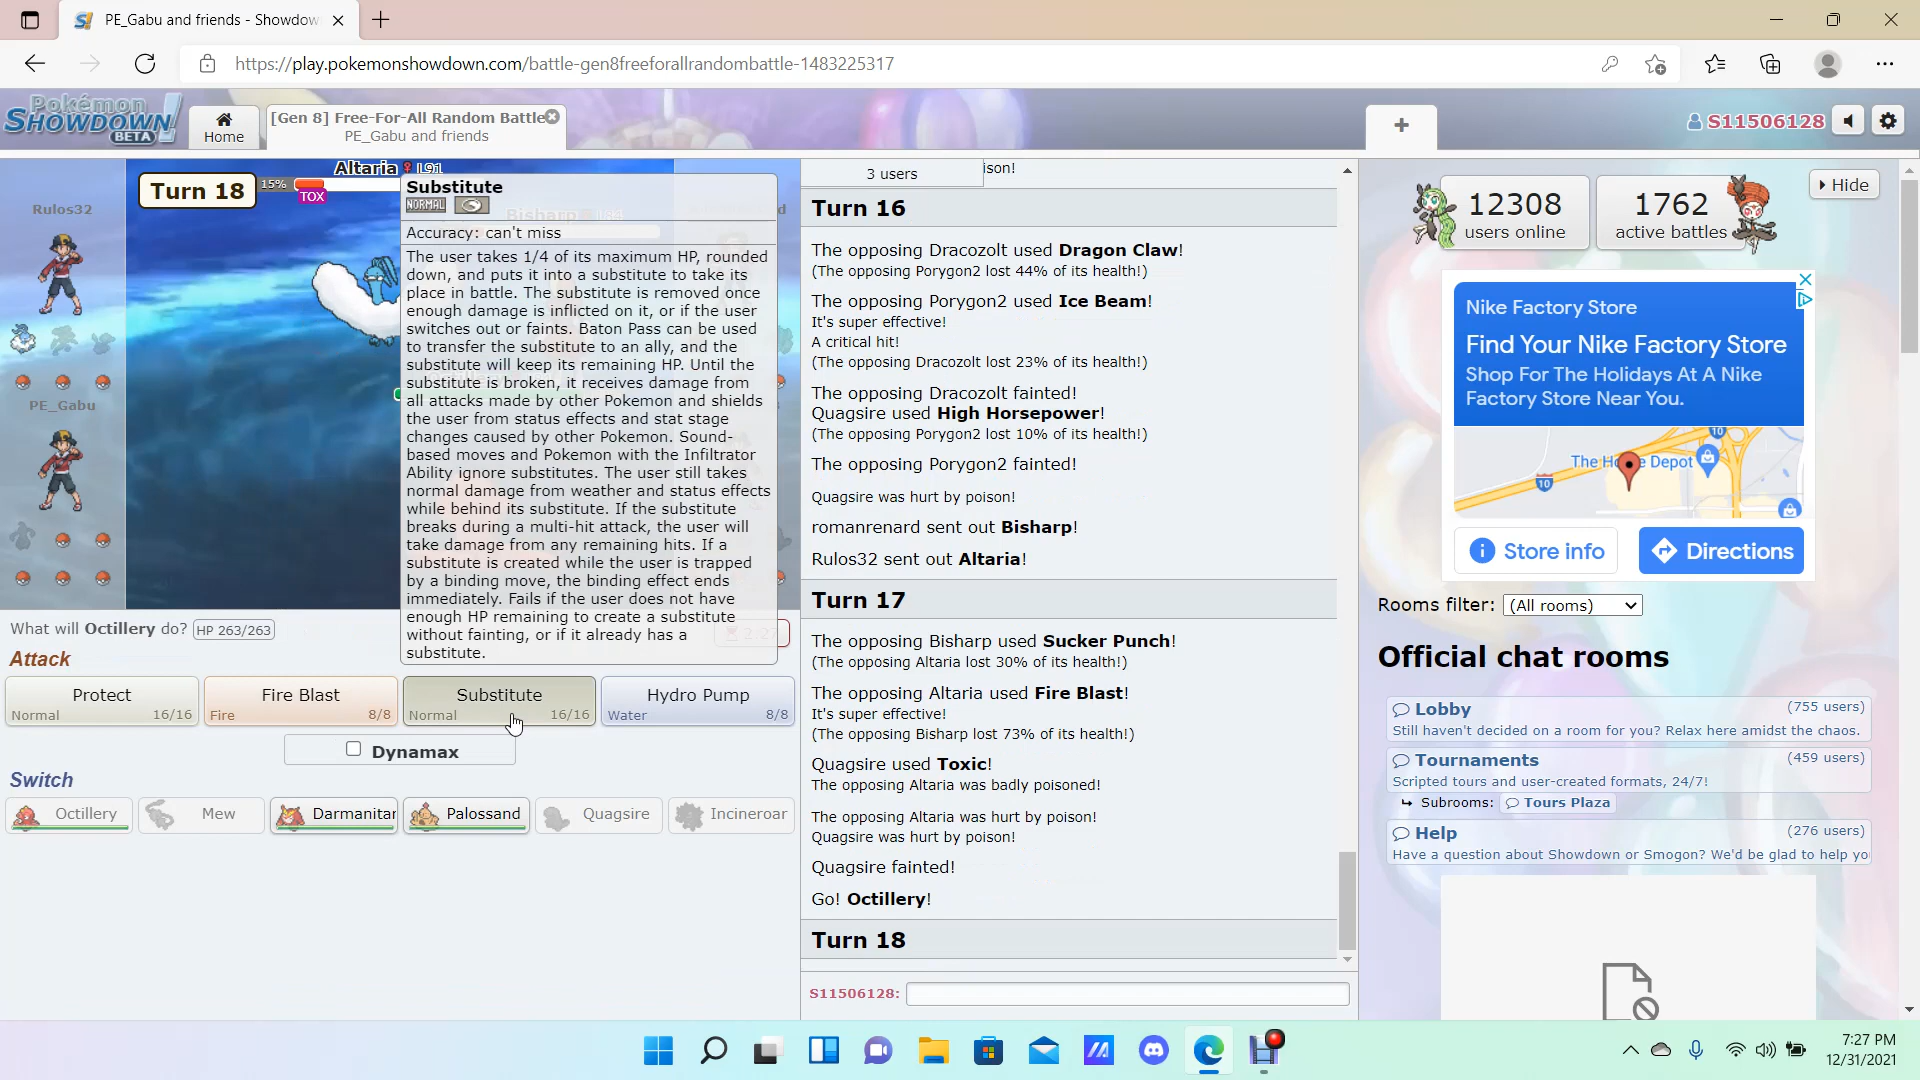 PE_Gabu and friends - Showdow
https://play.pokemonshowdown.com/battle-gen8freeforallrandombattle-1483225317
Pokémon
SHOWDOWN
BETA
Home
[Gen 8] Free-For-All Random Battle
PE_Gabu and friends
+
S11506128
Turn 18
Altaria L91
15%
TOX
Rulos32
PE_Gabu
Substitute
NORMAL
Accuracy: can't miss
The user takes 1/4 of its maximum HP, rounded
down, and puts it into a substitute to take its
place in battle. The substitute is removed once
enough damage is inflicted on it, or if the user
switches out or faints. Baton Pass can be used
to transfer the substitute to an ally, and the
substitute will keep its remaining HP. Until the
substitute is broken, it receives damage from
all attacks made by other Pokemon and shields
the user from status effects and stat stage
changes caused by other Pokemon. Sound-
based moves and Pokemon with the Infiltrator
Ability ignore substitutes. The user still takes
normal damage from weather and status effects
while behind its substitute. If the substitute
breaks during a multi-hit attack, the user will
take damage from any remaining hits. If a
substitute is created while the user is trapped
by a binding move, the binding effect ends
immediately. Fails if the user does not have
enough HP remaining to create a substitute
without fainting, or if it already has a
substitute.
What will Octillery do? HP 263/263
2:27
Attack
Protect
Normal 16/16
Fire Blast
Fire 8/8
Substitute
Normal 16/16
Hydro Pump
Water 8/8
Dynamax
Switch
Octillery
Mew
Darmanitar
Palossand
Quagsire
Incineroar
3 users
ison!
Turn 16
The opposing Dracozolt used Dragon Claw!
(The opposing Porygon2 lost 44% of its health!)
The opposing Porygon2 used Ice Beam!
It's super effective!
A critical hit!
(The opposing Dracozolt lost 23% of its health!)
The opposing Dracozolt fainted!
Quagsire used High Horsepower!
(The opposing Porygon2 lost 10% of its health!)
The opposing Porygon2 fainted!
Quagsire was hurt by poison!
romanrenard sent out Bisharp!
Rulos32 sent out Altaria!
Turn 17
The opposing Bisharp used Sucker Punch!
(The opposing Altaria lost 30% of its health!)
The opposing Altaria used Fire Blast!
It's super effective!
(The opposing Bisharp lost 73% of its health!)
Quagsire used Toxic!
The opposing Altaria was badly poisoned!
The opposing Altaria was hurt by poison!
Quagsire was hurt by poison!
Quagsire fainted!
Go! Octillery!
Turn 18
S11506128:
12308
users online
1762
active battles
Hide
Nike Factory Store
Find Your Nike Factory Store
Shop For The Holidays At A Nike
Factory Store Near You.
The Ho e Depot
10
10
Store info
Directions
Rooms filter: (All rooms)
Official chat rooms
Lobby (755 users)
Still haven't decided on a room for you? Relax here amidst the chaos.
Tournaments (459 users)
Scripted tours and user-created formats, 24/7!
Subrooms: Tours Plaza
Help (276 users)
Have a question about Showdown or Smogon? We'd be glad to help yo
7:27 PM
12/31/2021